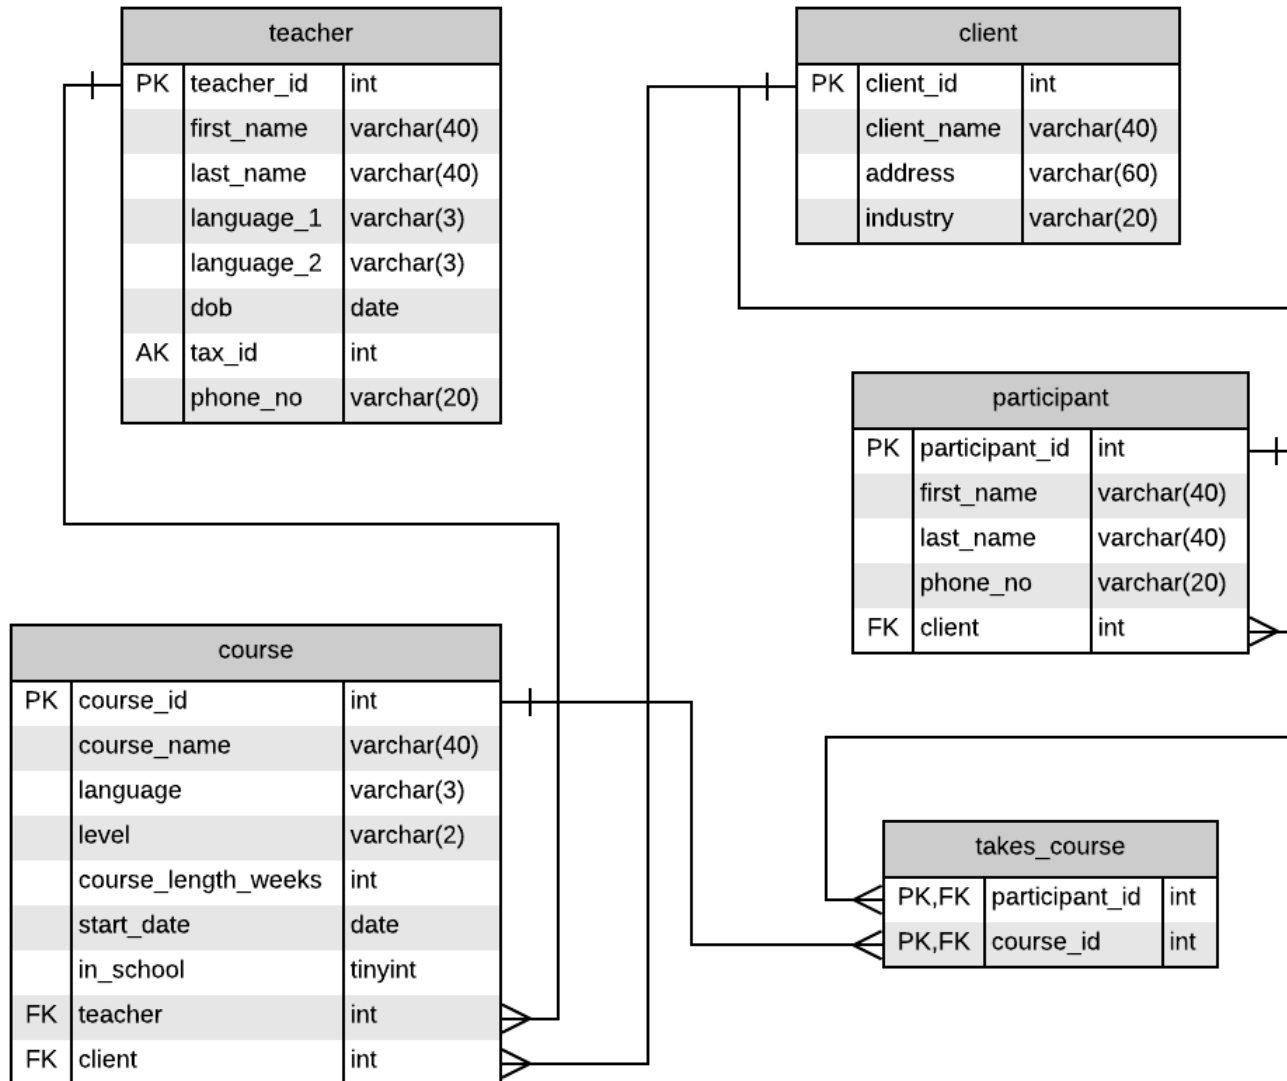 teacher
PK teacher_id int
first_name varchar(40)
last_name varchar(40)
language_1 varchar(3)
language_2 varchar(3)
dob date
AK tax_id int
phone_no varchar(20)
client
PK client_id int
client_name varchar(40)
address varchar(60)
industry varchar(20)
participant
PK participant_id int
first_name varchar(40)
last_name varchar(40)
phone_no varchar(20)
FK client int
course
PK course_id int
course_name varchar(40)
language varchar(3)
level varchar(2)
course_length_weeks int
start_date date
in_school tinyint
FK teacher int
FK client int
takes_course
PK,FK participant_id int
PK,FK course_id int